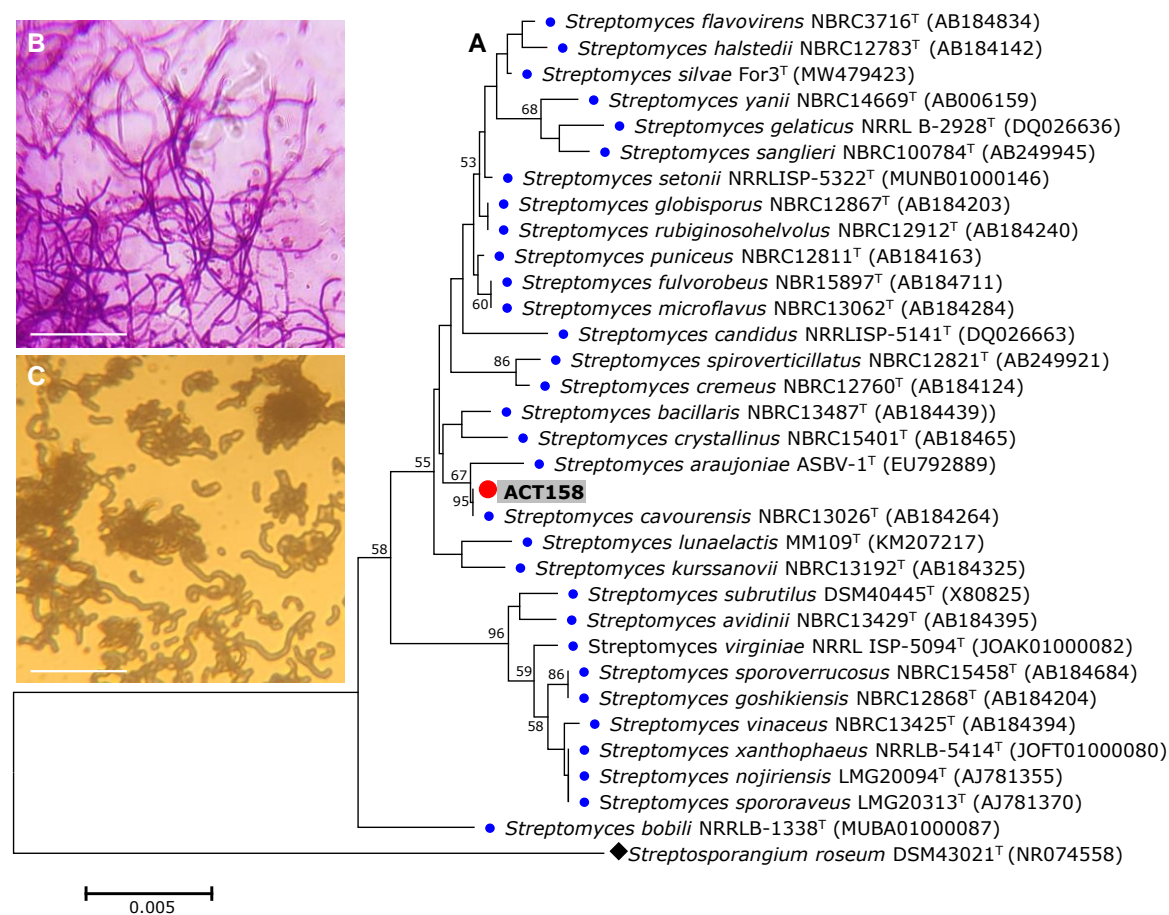 B
A
C
Streptomyces flavovirens NBRC3716ᵀ (AB184834)
Streptomyces halstedii NBRC12783ᵀ (AB184142)
Streptomyces silvae For3ᵀ (MW479423)
68
Streptomyces yanii NBRC14669ᵀ (AB006159)
Streptomyces gelaticus NRRL B-2928ᵀ (DQ026636)
Streptomyces sanglieri NBRC100784ᵀ (AB249945)
53
Streptomyces setonii NRRLISP-5322ᵀ (MUNB01000146)
Streptomyces globisporus NBRC12867ᵀ (AB184203)
Streptomyces rubiginosohelvolus NBRC12912ᵀ (AB184240)
Streptomyces puniceus NBRC12811ᵀ (AB184163)
Streptomyces fulvorobeus NBR15897ᵀ (AB184711)
60
Streptomyces microflavus NBRC13062ᵀ (AB184284)
Streptomyces candidus NRRLISP-5141ᵀ (DQ026663)
86
Streptomyces spiroverticillatus NBRC12821ᵀ (AB249921)
Streptomyces cremeus NBRC12760ᵀ (AB184124)
Streptomyces bacillaris NBRC13487ᵀ (AB184439))
Streptomyces crystallinus NBRC15401ᵀ (AB18465)
55
Streptomyces araujoniae ASBV-1ᵀ (EU792889)
67
ACT158
95
Streptomyces cavourensis NBRC13026ᵀ (AB184264)
Streptomyces lunaelactis MM109ᵀ (KM207217)
58
Streptomyces kurssanovii NBRC13192ᵀ (AB184325)
Streptomyces subrutilus DSM40445ᵀ (X80825)
Streptomyces avidinii NBRC13429ᵀ (AB184395)
96
Streptomyces virginiae NRRL ISP-5094ᵀ (JOAK01000082)
59
86
Streptomyces sporoverrucosus NBRC15458ᵀ (AB184684)
Streptomyces goshikiensis NBRC12868ᵀ (AB184204)
58
Streptomyces vinaceus NBRC13425ᵀ (AB184394)
Streptomyces xanthophaeus NRRLB-5414ᵀ (JOFT01000080)
Streptomyces nojiriensis LMG20094ᵀ (AJ781355)
Streptomyces spororaveus LMG20313ᵀ (AJ781370)
Streptomyces bobili NRRLB-1338ᵀ (MUBA01000087)
Streptosporangium roseum DSM43021ᵀ (NR074558)
0.005